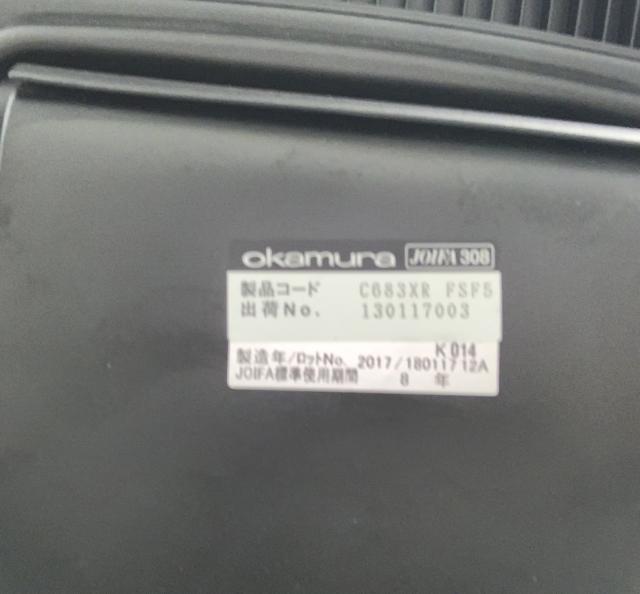 okamura JOIFA 308
製品コード C683XR FSF5
出荷No. 130117003
K 014
製造年/ロットNo. 2017/18011712A
JOIFA標準使用期間 8 年